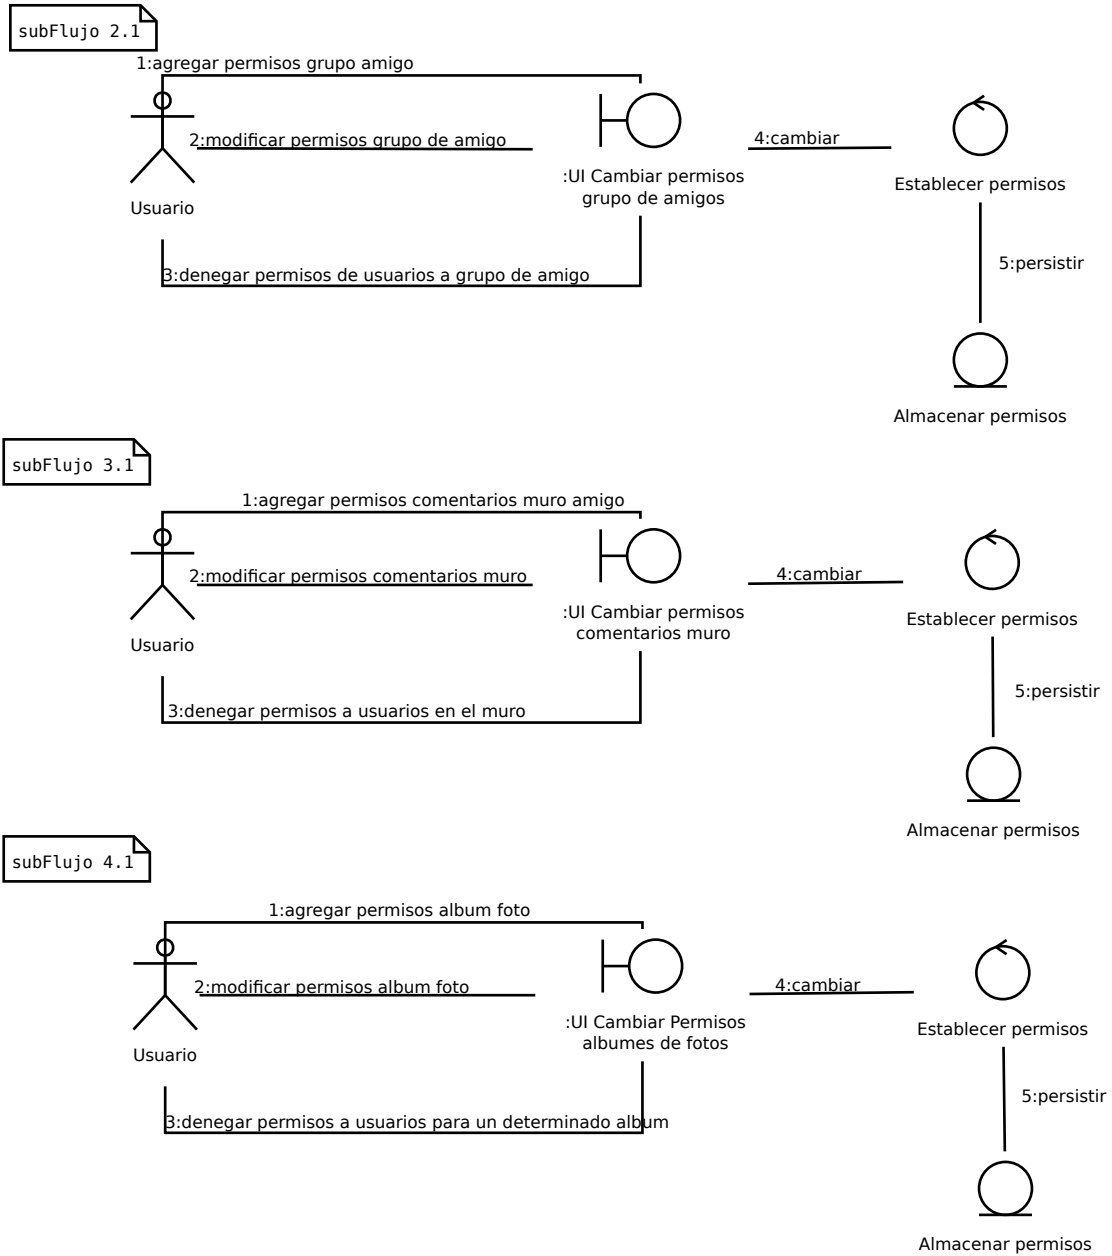 subFlujo 2.1
1:agregar permisos grupo amigo
2:modificar permisos grupo de amigo
4:cambiar
:UI Cambiar permisos
grupo de amigos
Establecer permisos
Usuario
3:denegar permisos de usuarios a grupo de amigo
5:persistir
Almacenar permisos
subFlujo 3.1
1:agregar permisos comentarios muro amigo
2:modificar permisos comentarios muro
4:cambiar
:UI Cambiar permisos
comentarios muro
Establecer permisos
Usuario
3:denegar permisos a usuarios en el muro
5:persistir
Almacenar permisos
subFlujo 4.1
1:agregar permisos album foto
2:modificar permisos album foto
4:cambiar
:UI Cambiar Permisos
albumes de fotos
Establecer permisos
Usuario
3:denegar permisos a usuarios para un determinado album
5:persistir
Almacenar permisos